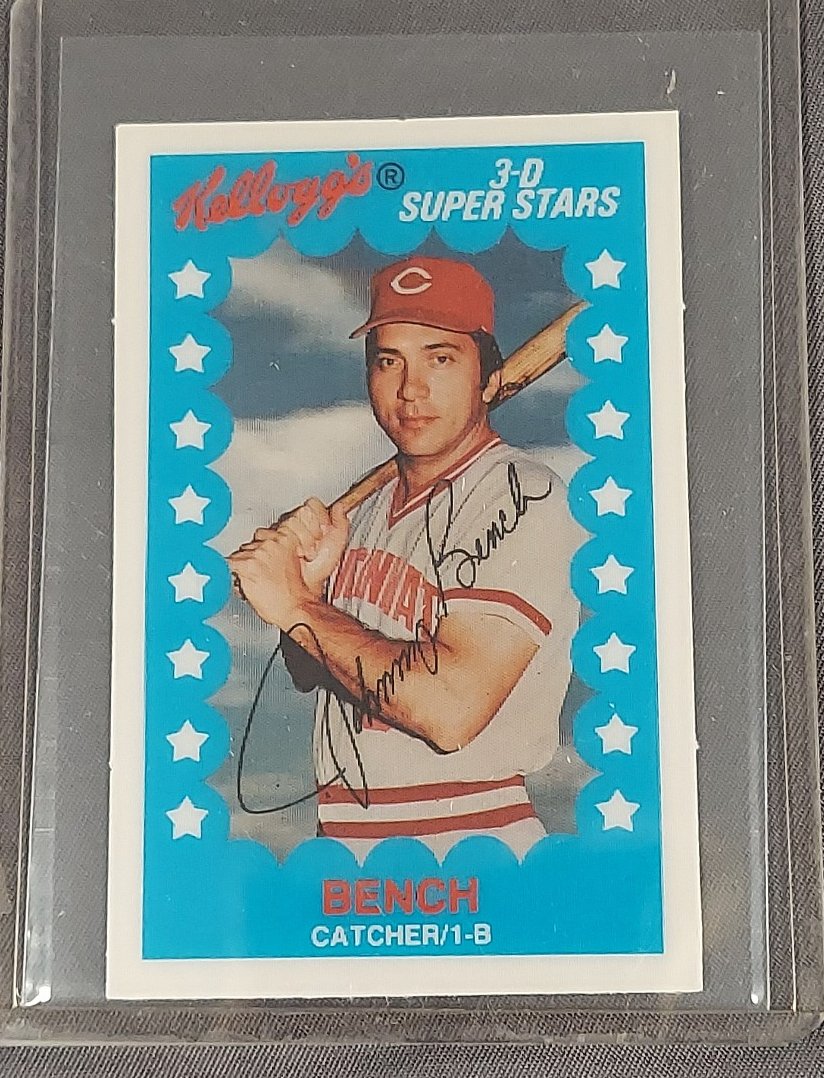 Kellogg's®
3-D
SUPER STARS
C
CINCINNATI
Johnny Bench
BENCH
CATCHER/1-B